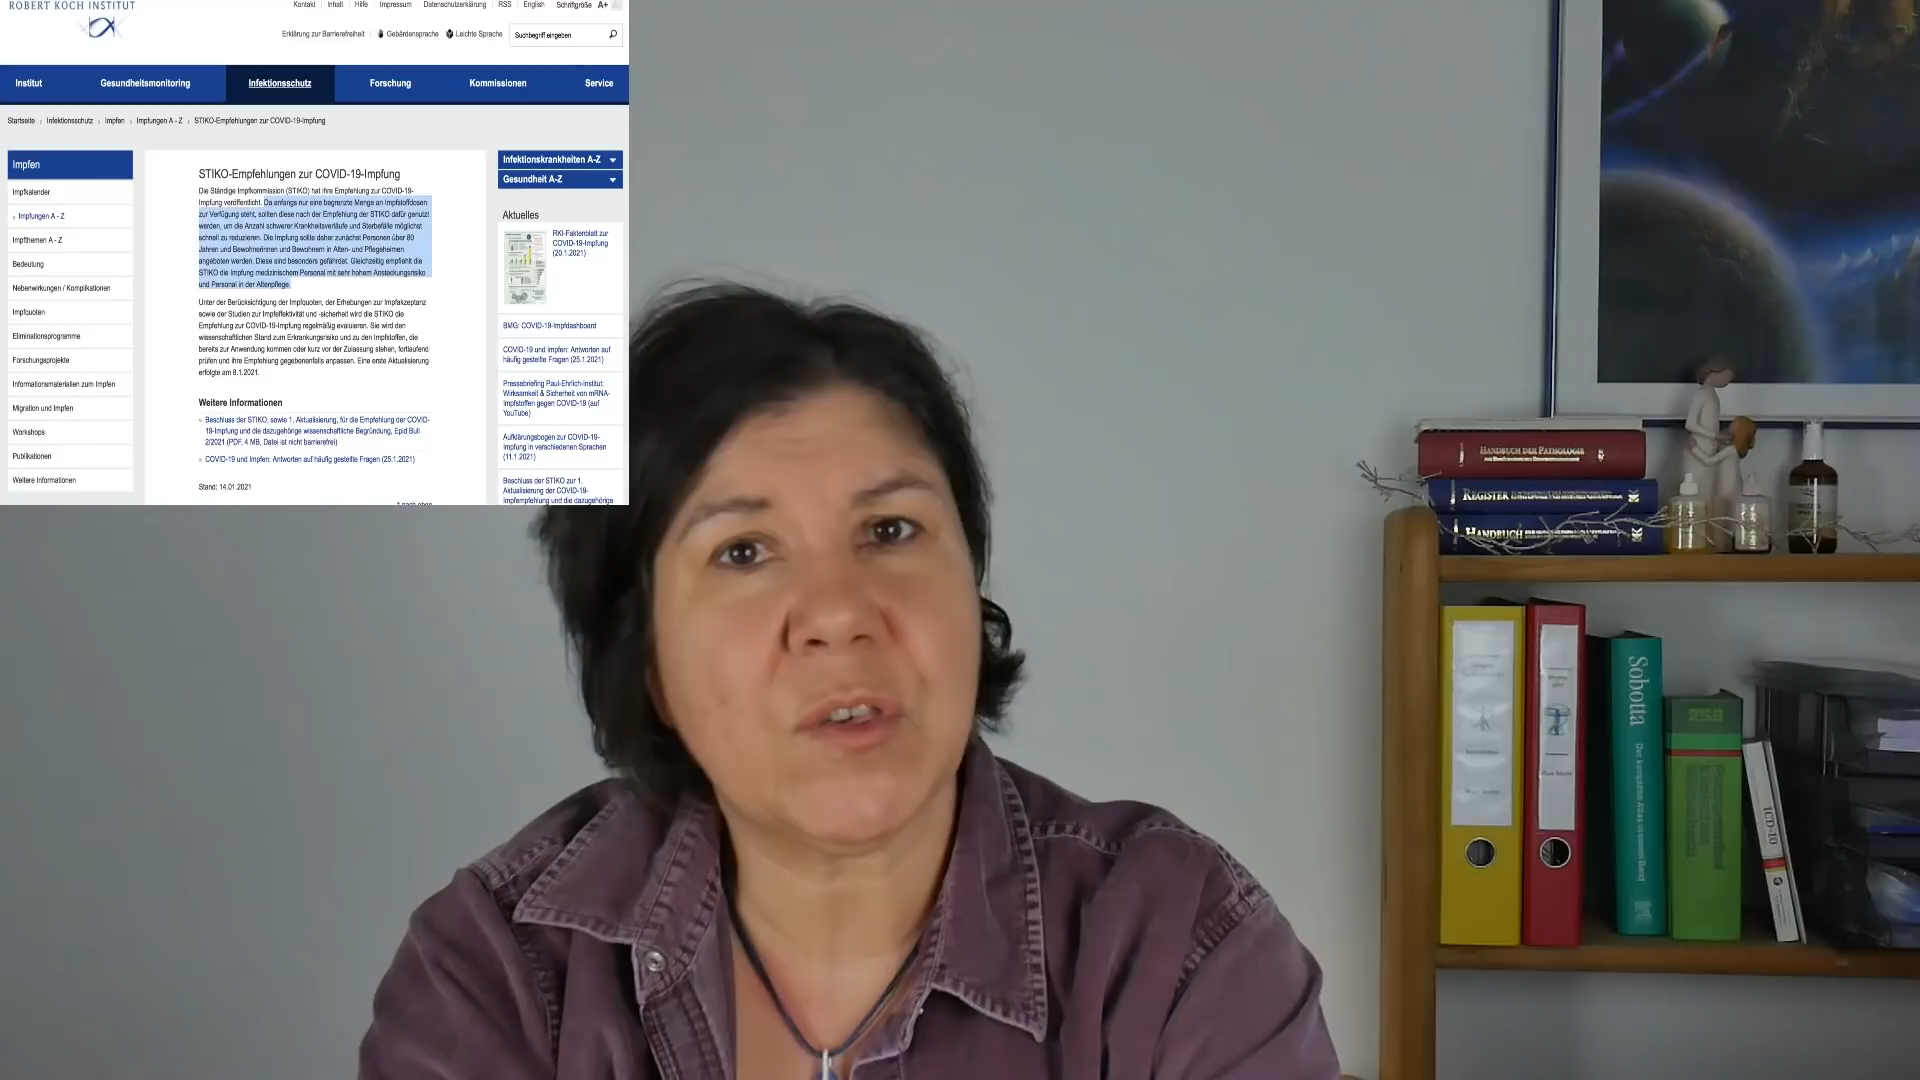 ROBERT KOCH INSTITUT
Kontakt | Inhalt | Hilfe | Impressum Datenschutzerklärung | RSS | English Schriftgröße A+
Erklärung zur Barrierefreiheit Gebärdensprache Leichte Sprache Suchbegriff eingeben
Institut Gesundheitsmonitoring Infektionsschutz Forschung Kommissionen Service
Startseite › Infektionsschutz › Impfen › Impfungen A - Z › STIKO-Empfehlungen zur COVID-19-Impfung
Impfen
Impfkalender
Impfungen A - Z
Impfthemen A - Z
Bedeutung
Nebenwirkungen / Komplikationen
Impfquoten
Eliminationsprogramme
Forschungsprojekte
Informationsmaterialien zum Impfen
Migration und Impfen
Workshops
Publikationen
Weitere Informationen
STIKO-Empfehlungen zur COVID-19-Impfung
Die Ständige Impfkommission (STIKO) hat ihre Empfehlung zur COVID-19-
Impfung veröffentlicht. Da anfangs nur eine begrenzte Menge an Impfstoffdosen
zur Verfügung steht, sollten diese nach der Empfehlung der STIKO dafür genutzt
werden, um die Anzahl schwerer Krankheitsverläufe und Sterbefälle möglichst
schnell zu reduzieren. Die Impfung sollte daher zunächst Personen über 80
Jahren und Bewohnerinnen und Bewohnern in Alten- und Pflegeheimen
angeboten werden. Diese sind besonders gefährdet. Gleichzeitig empfiehlt die
STIKO die Impfung medizinischem Personal mit sehr hohem Ansteckungsrisiko
und Personal in der Altenpflege.
Unter der Berücksichtigung der Impfquoten, der Erhebungen zur Impfakzeptanz
sowie der Studien zur Impfeffektivität und -sicherheit wird die STIKO die
Empfehlung zur COVID-19-Impfung regelmäßig evaluieren. Sie wird den
wissenschaftlichen Stand zum Erkrankungsrisiko und zu den Impfstoffen, die
bereits zur Anwendung kommen oder kurz vor der Zulassung stehen, fortlaufend
prüfen und ihre Empfehlung gegebenenfalls anpassen. Eine erste Aktualisierung
erfolgte am 8.1.2021.
Weitere Informationen
Beschluss der STIKO, sowie 1. Aktualisierung, für die Empfehlung der COVID-
19-Impfung und die dazugehörige wissenschaftliche Begründung, Epid Bull
2/2021 (PDF, 4 MB, Datei ist nicht barrierefrei)
COVID-19 und Impfen: Antworten auf häufig gestellte Fragen (25.1.2021)
Stand: 14.01.2021
nach oben
Infektionskrankheiten A-Z
Gesundheit A-Z
Aktuelles
RKI-Faktenblatt zur
COVID-19-Impfung
(20.1.2021)
BMG: COVID-19-Impfdashboard
COVID-19 und Impfen: Antworten auf
häufig gestellte Fragen (25.1.2021)
Pressebriefing Paul-Ehrlich-Institut:
Wirksamkeit & Sicherheit von mRNA-
Impfstoffen gegen COVID-19 (auf
YouTube)
Aufklärungsbogen zur COVID-19-
Impfung in verschiedenen Sprachen
(11.1.2021)
Beschluss der STIKO zur 1.
Aktualisierung der COVID-19-
Impfempfehlung und die dazugehörige
HANDBUCH DER PATHOLOGIE
REGISTER
HANDBUCH
Sobotta
Der komplette Atlas in einem Band
258
ICD-10